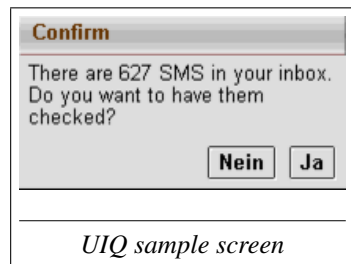 Confirm
There are 627 SMS in your inbox.
Do you want to have them
checked?
Nein Ja
UIQ sample screen